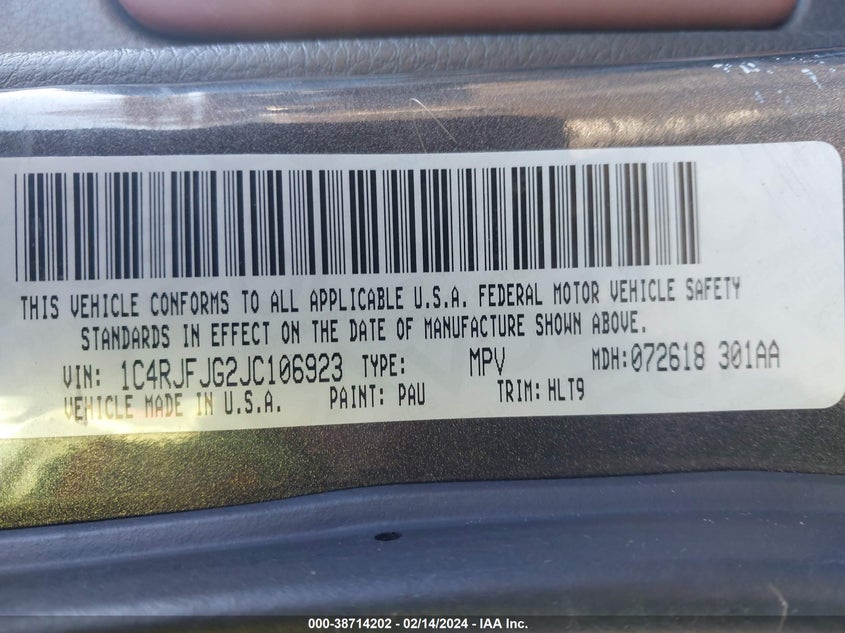 THIS VEHICLE CONFORMS TO ALL APPLICABLE U.S.A. FEDERAL MOTOR VEHICLE SAFETY
STANDARDS IN EFFECT ON THE DATE OF MANUFACTURE SHOWN ABOVE.
VIN: 1C4RJFJG2JC106923 TYPE: MPV MDH:072618 301AA
VEHICLE MADE IN U.S.A. PAINT: PAU TRIM: HLT9
000-38714202 - 02/14/2024 - IAA Inc.